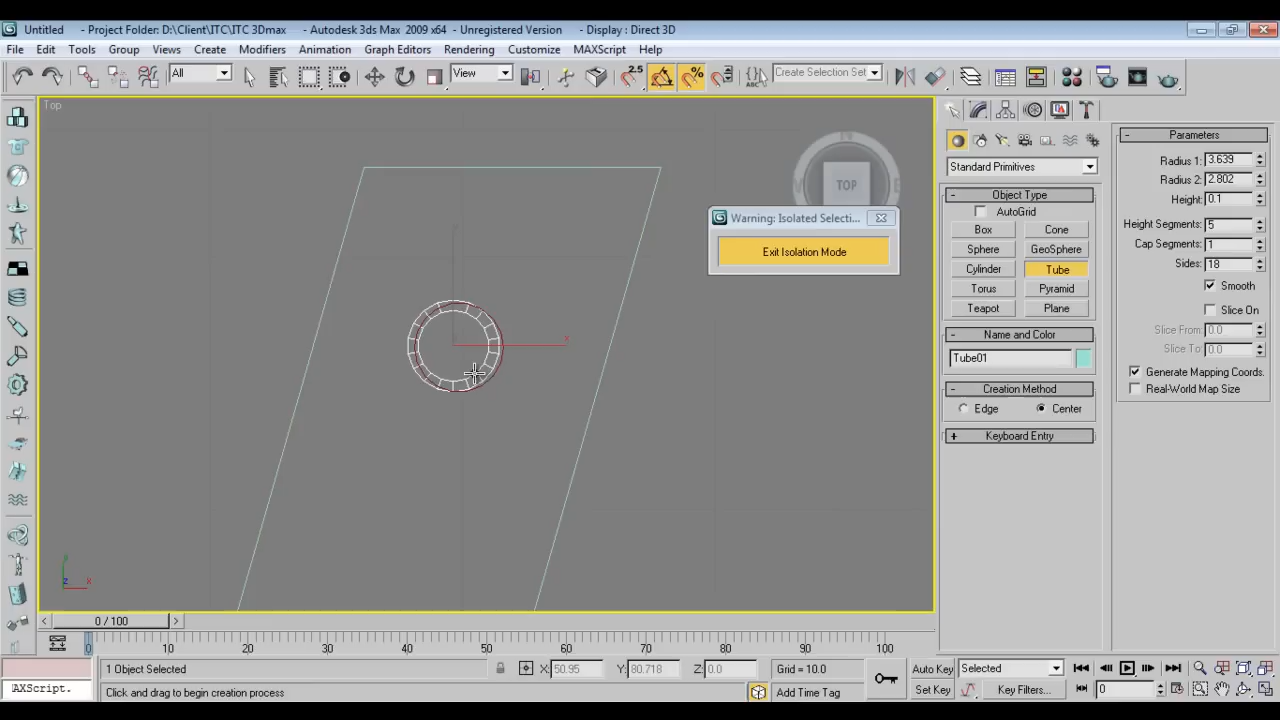 Untitled - Project Folder: D:\Client\ITC\ITC 3Dmax - Autodesk 3ds Max 2009 x64 - Unregistered Version - Display : Direct 3D
File Edit Tools Group Views Create Modifiers Animation Graph Editors Rendering Customize MAXScript Help
All View 2.5 % ABC Create Selection Set
Top
TOP
Warning: Isolated Selecti...
Exit Isolation Mode
y
x
y
z x
Standard Primitives
- Object Type
AutoGrid
Box Cone
Sphere GeoSphere
Cylinder Tube
Torus Pyramid
Teapot Plane
- Name and Color
Tube01
- Creation Method
Edge Center
+ Keyboard Entry
- Parameters
Radius 1: 3.639
Radius 2: 2.802
Height: 0.1
Height Segments: 5
Cap Segments: 1
Sides: 18
Smooth
Slice On
Slice From: 0.0
Slice To: 0.0
Generate Mapping Coords.
Real-World Map Size
< 0 / 100 >
0 10 20 30 40 50 60 70 80 90 100
1 Object Selected X: 50.95 Y: 80.718 Z: 0.0 Grid = 10.0 Auto Key Selected
AXScript. Click and drag to begin creation process Add Time Tag Set Key Key Filters... 0